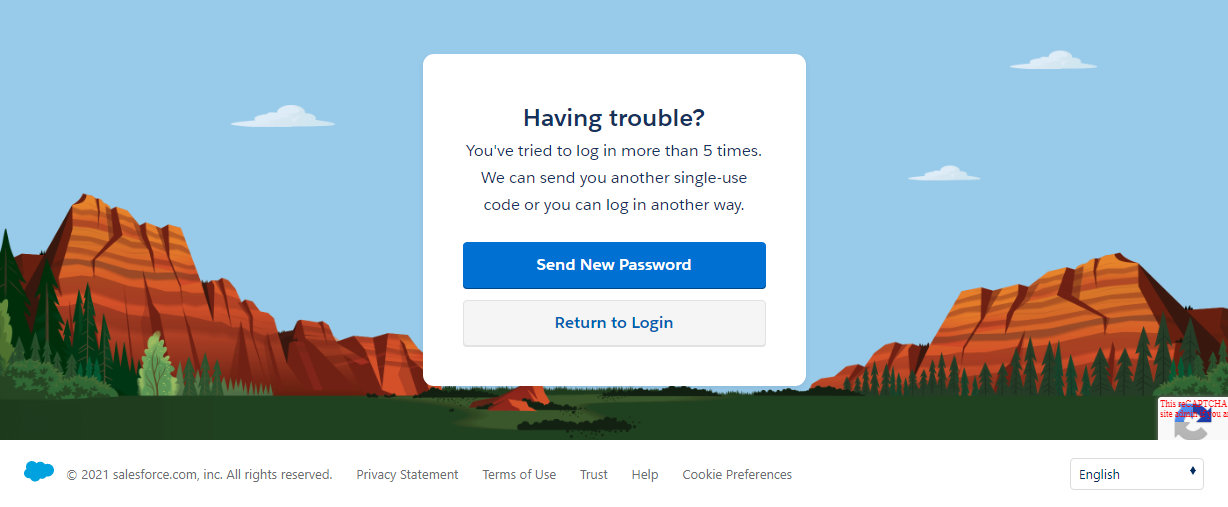 Having trouble?
You've tried to log in more than 5 times.
We can send you another single-use
code or you can log in another way.
Send New Password
Return to Login
This reCAPTCHA
site admin
© 2021 salesforce.com, inc. All rights reserved. Privacy Statement Terms of Use Trust Help Cookie Preferences English